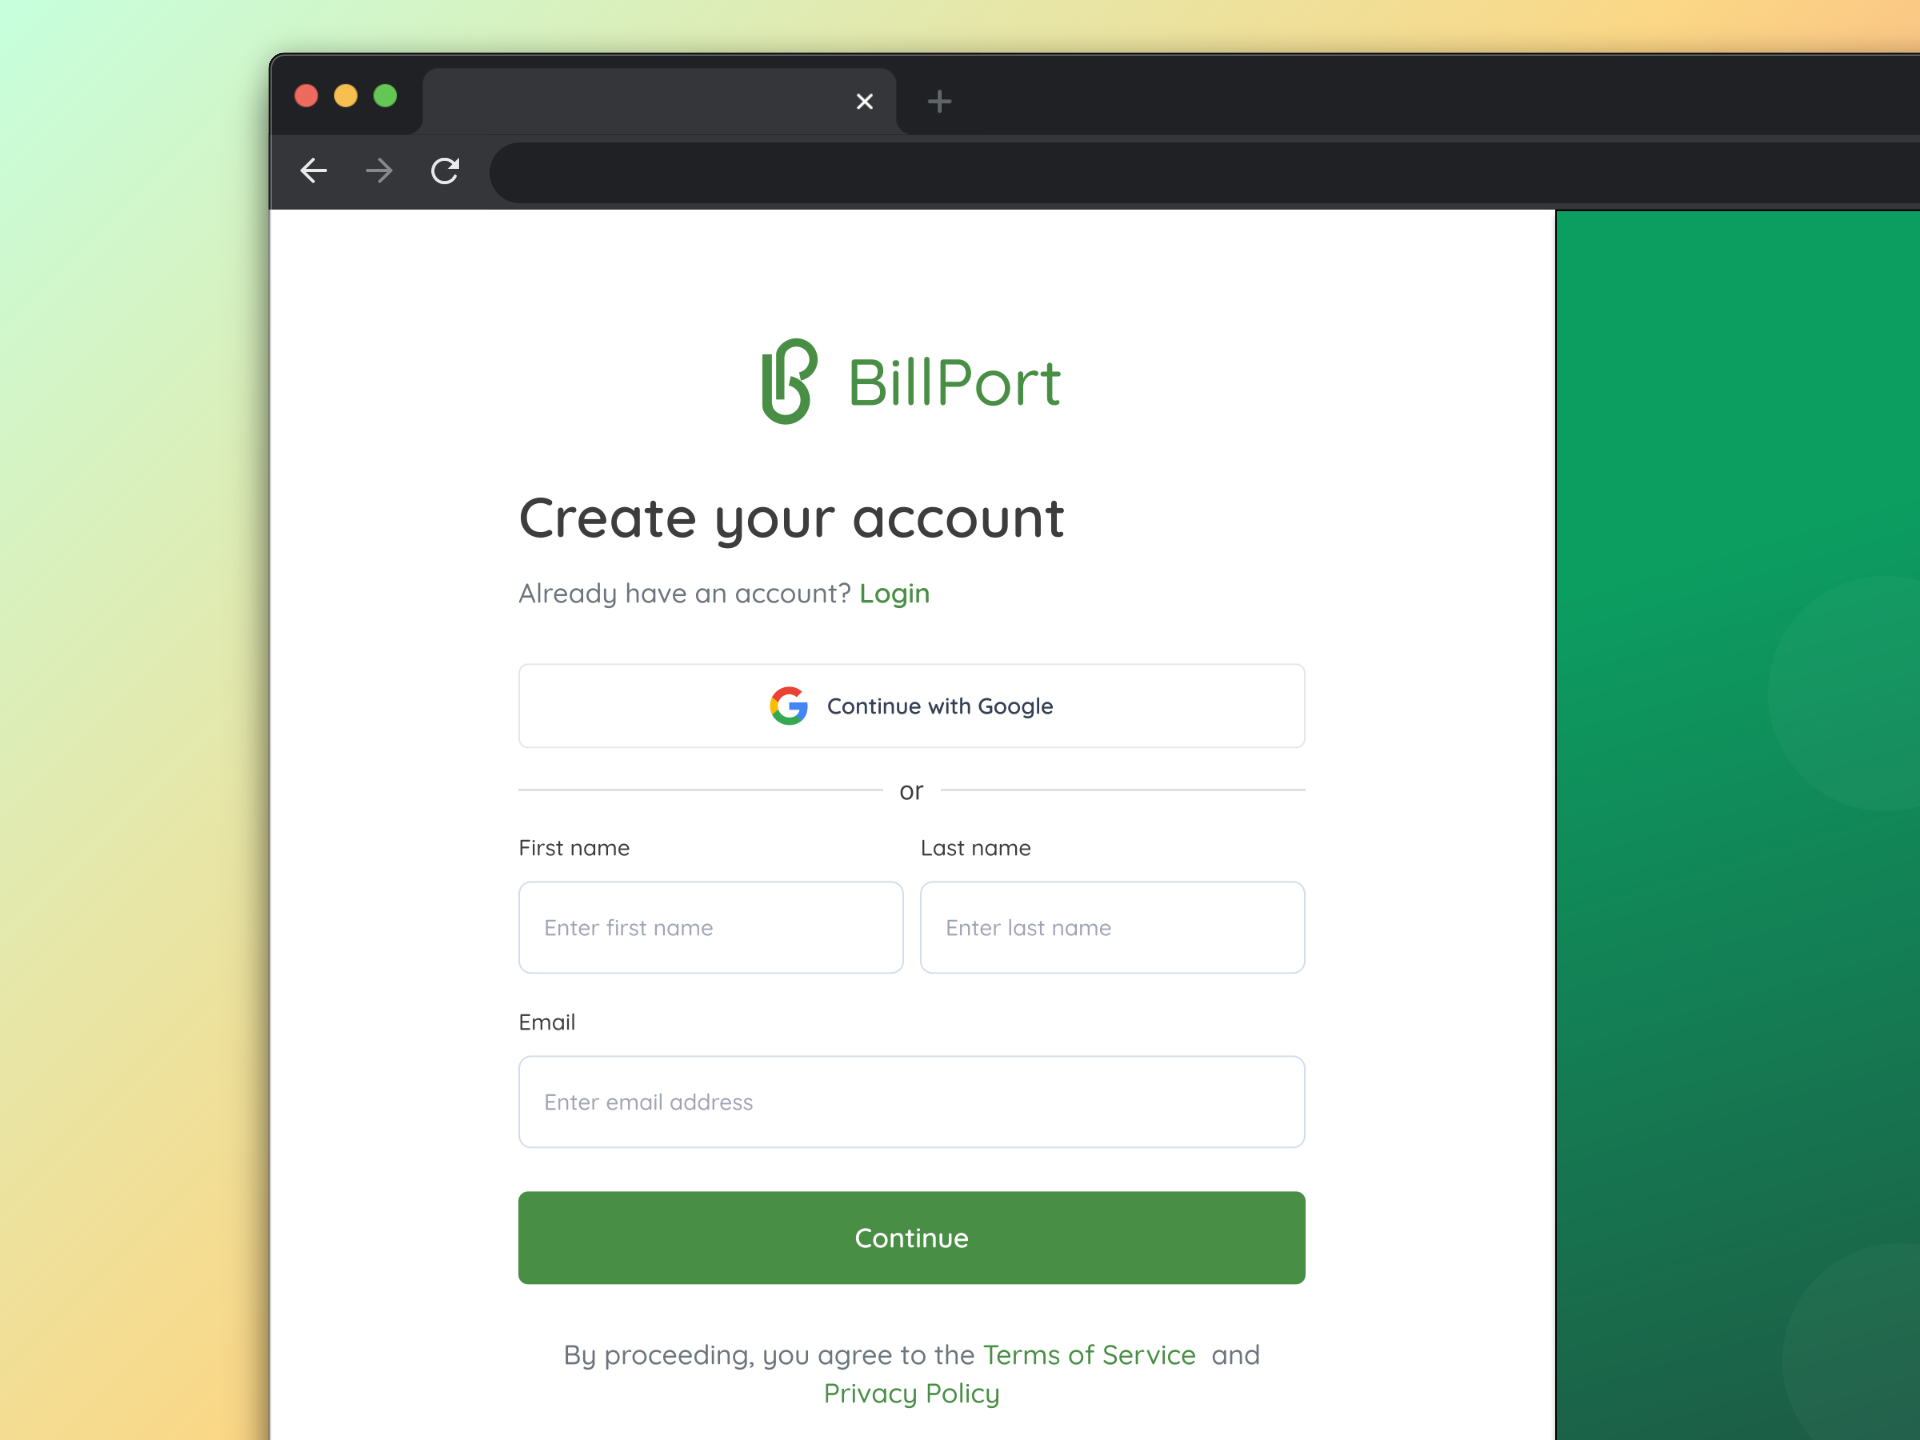 BillPort
Create your account
Already have an account? Login
Continue with Google
or
First name
Last name
Enter first name
Enter last name
Email
Enter email address
Continue
By proceeding, you agree to the Terms of Service and
Privacy Policy